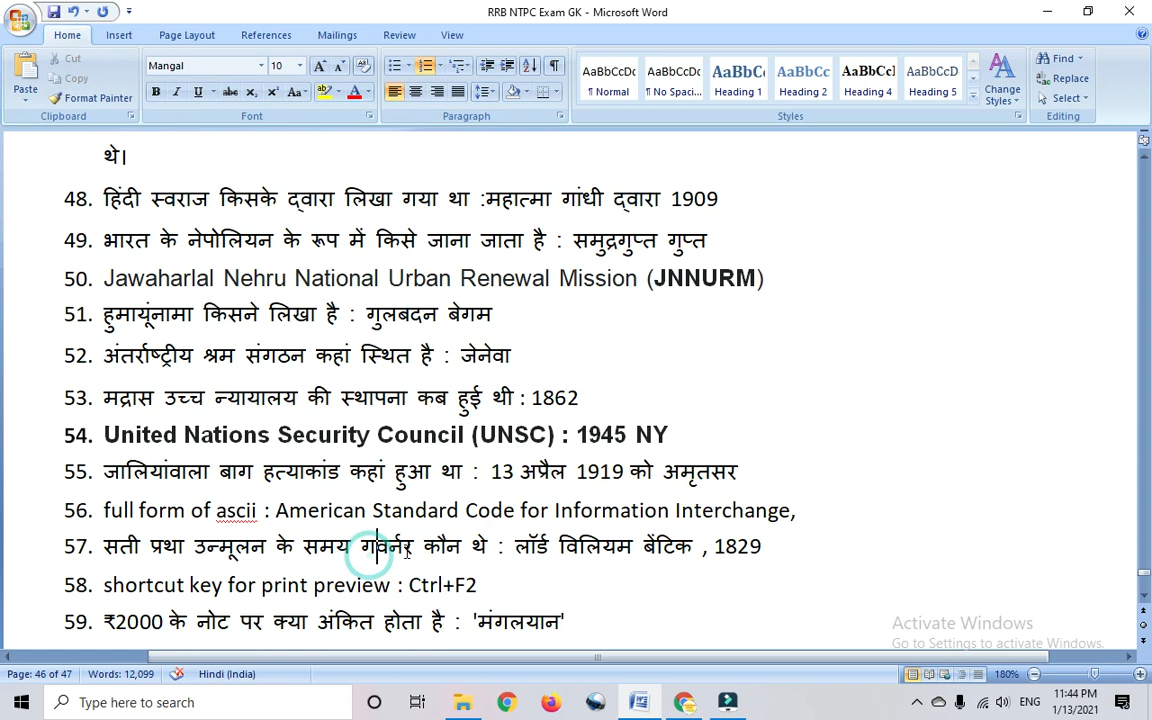 RRB NTPC Exam GK - Microsoft Word
Home Insert Page Layout References Mailings Review View
Paste
Cut
Copy
Format Painter
Clipboard
Mangal 10
Font
Paragraph
AaBbCcDc AaBbCcDc AaBbC AaBbCc AaBbCcI AaBbCcD
¶ Normal ¶ No Spaci... Heading 1 Heading 2 Heading 4 Heading 5
Change Styles
Styles
Find
Replace
Select
Editing
थे।
48. हिंदी स्वराज किसके द्वारा लिखा गया था :महात्मा गांधी द्वारा 1909
49. भारत के नेपोलियन के रूप में किसे जाना जाता है : समुद्रगुप्त गुप्त
50. Jawaharlal Nehru National Urban Renewal Mission (JNNURM)
51. हुमायूंनामा किसने लिखा है : गुलबदन बेगम
52. अंतर्राष्ट्रीय श्रम संगठन कहां स्थित है : जेनेवा
53. मद्रास उच्च न्यायालय की स्थापना कब हुई थी : 1862
54. United Nations Security Council (UNSC) : 1945 NY
55. जालियांवाला बाग हत्याकांड कहां हुआ था : 13 अप्रैल 1919 को अमृतसर
56. full form of ascii : American Standard Code for Information Interchange,
57. सती प्रथा उन्मूलन के समय गवर्नर कौन थे : लॉर्ड विलियम बेंटिक , 1829
58. shortcut key for print preview : Ctrl+F2
59. ₹2000 के नोट पर क्या अंकित होता है : 'मंगलयान'
Activate Windows
Go to Settings to activate Windows.
Page: 46 of 47 Words: 12,099 Hindi (India) 180%
Type here to search
ENG
11:44 PM
1/13/2021